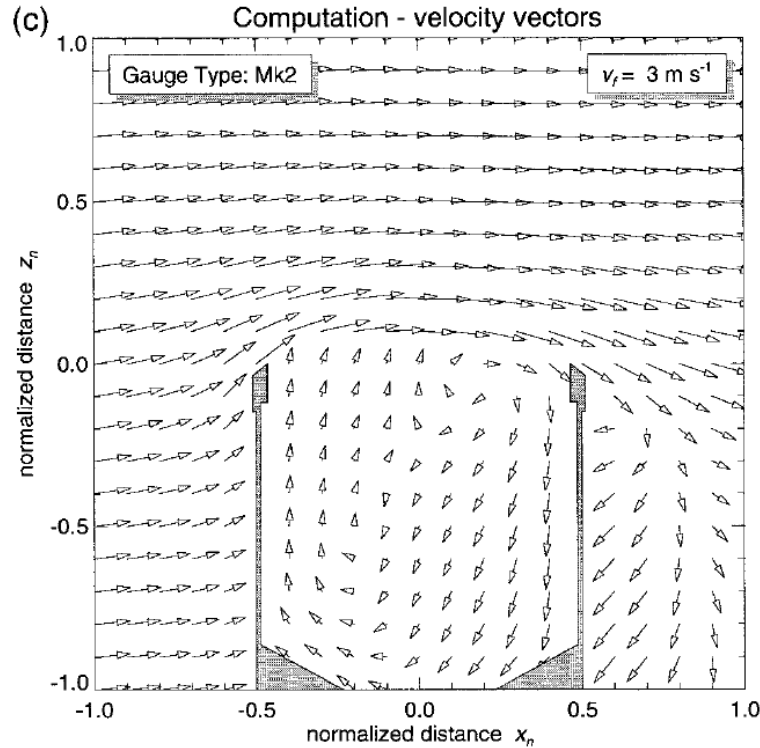 (c) Computation - velocity vectors
Gauge Type: Mk2
v_f = 3 m s⁻¹
1.0
0.5
0.0
-0.5
-1.0
normalized distance z_n
-1.0 -0.5 0.0 0.5 1.0
normalized distance x_n